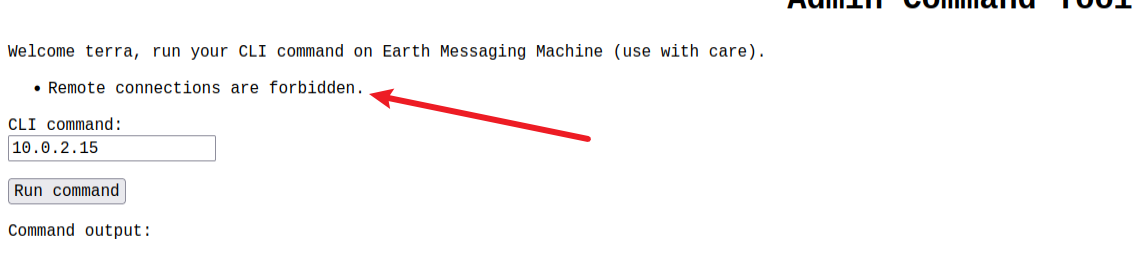 Admin Command Tool
Welcome terra, run your CLI command on Earth Messaging Machine (use with care).
• Remote connections are forbidden.
CLI command:
10.0.2.15
Run command
Command output: